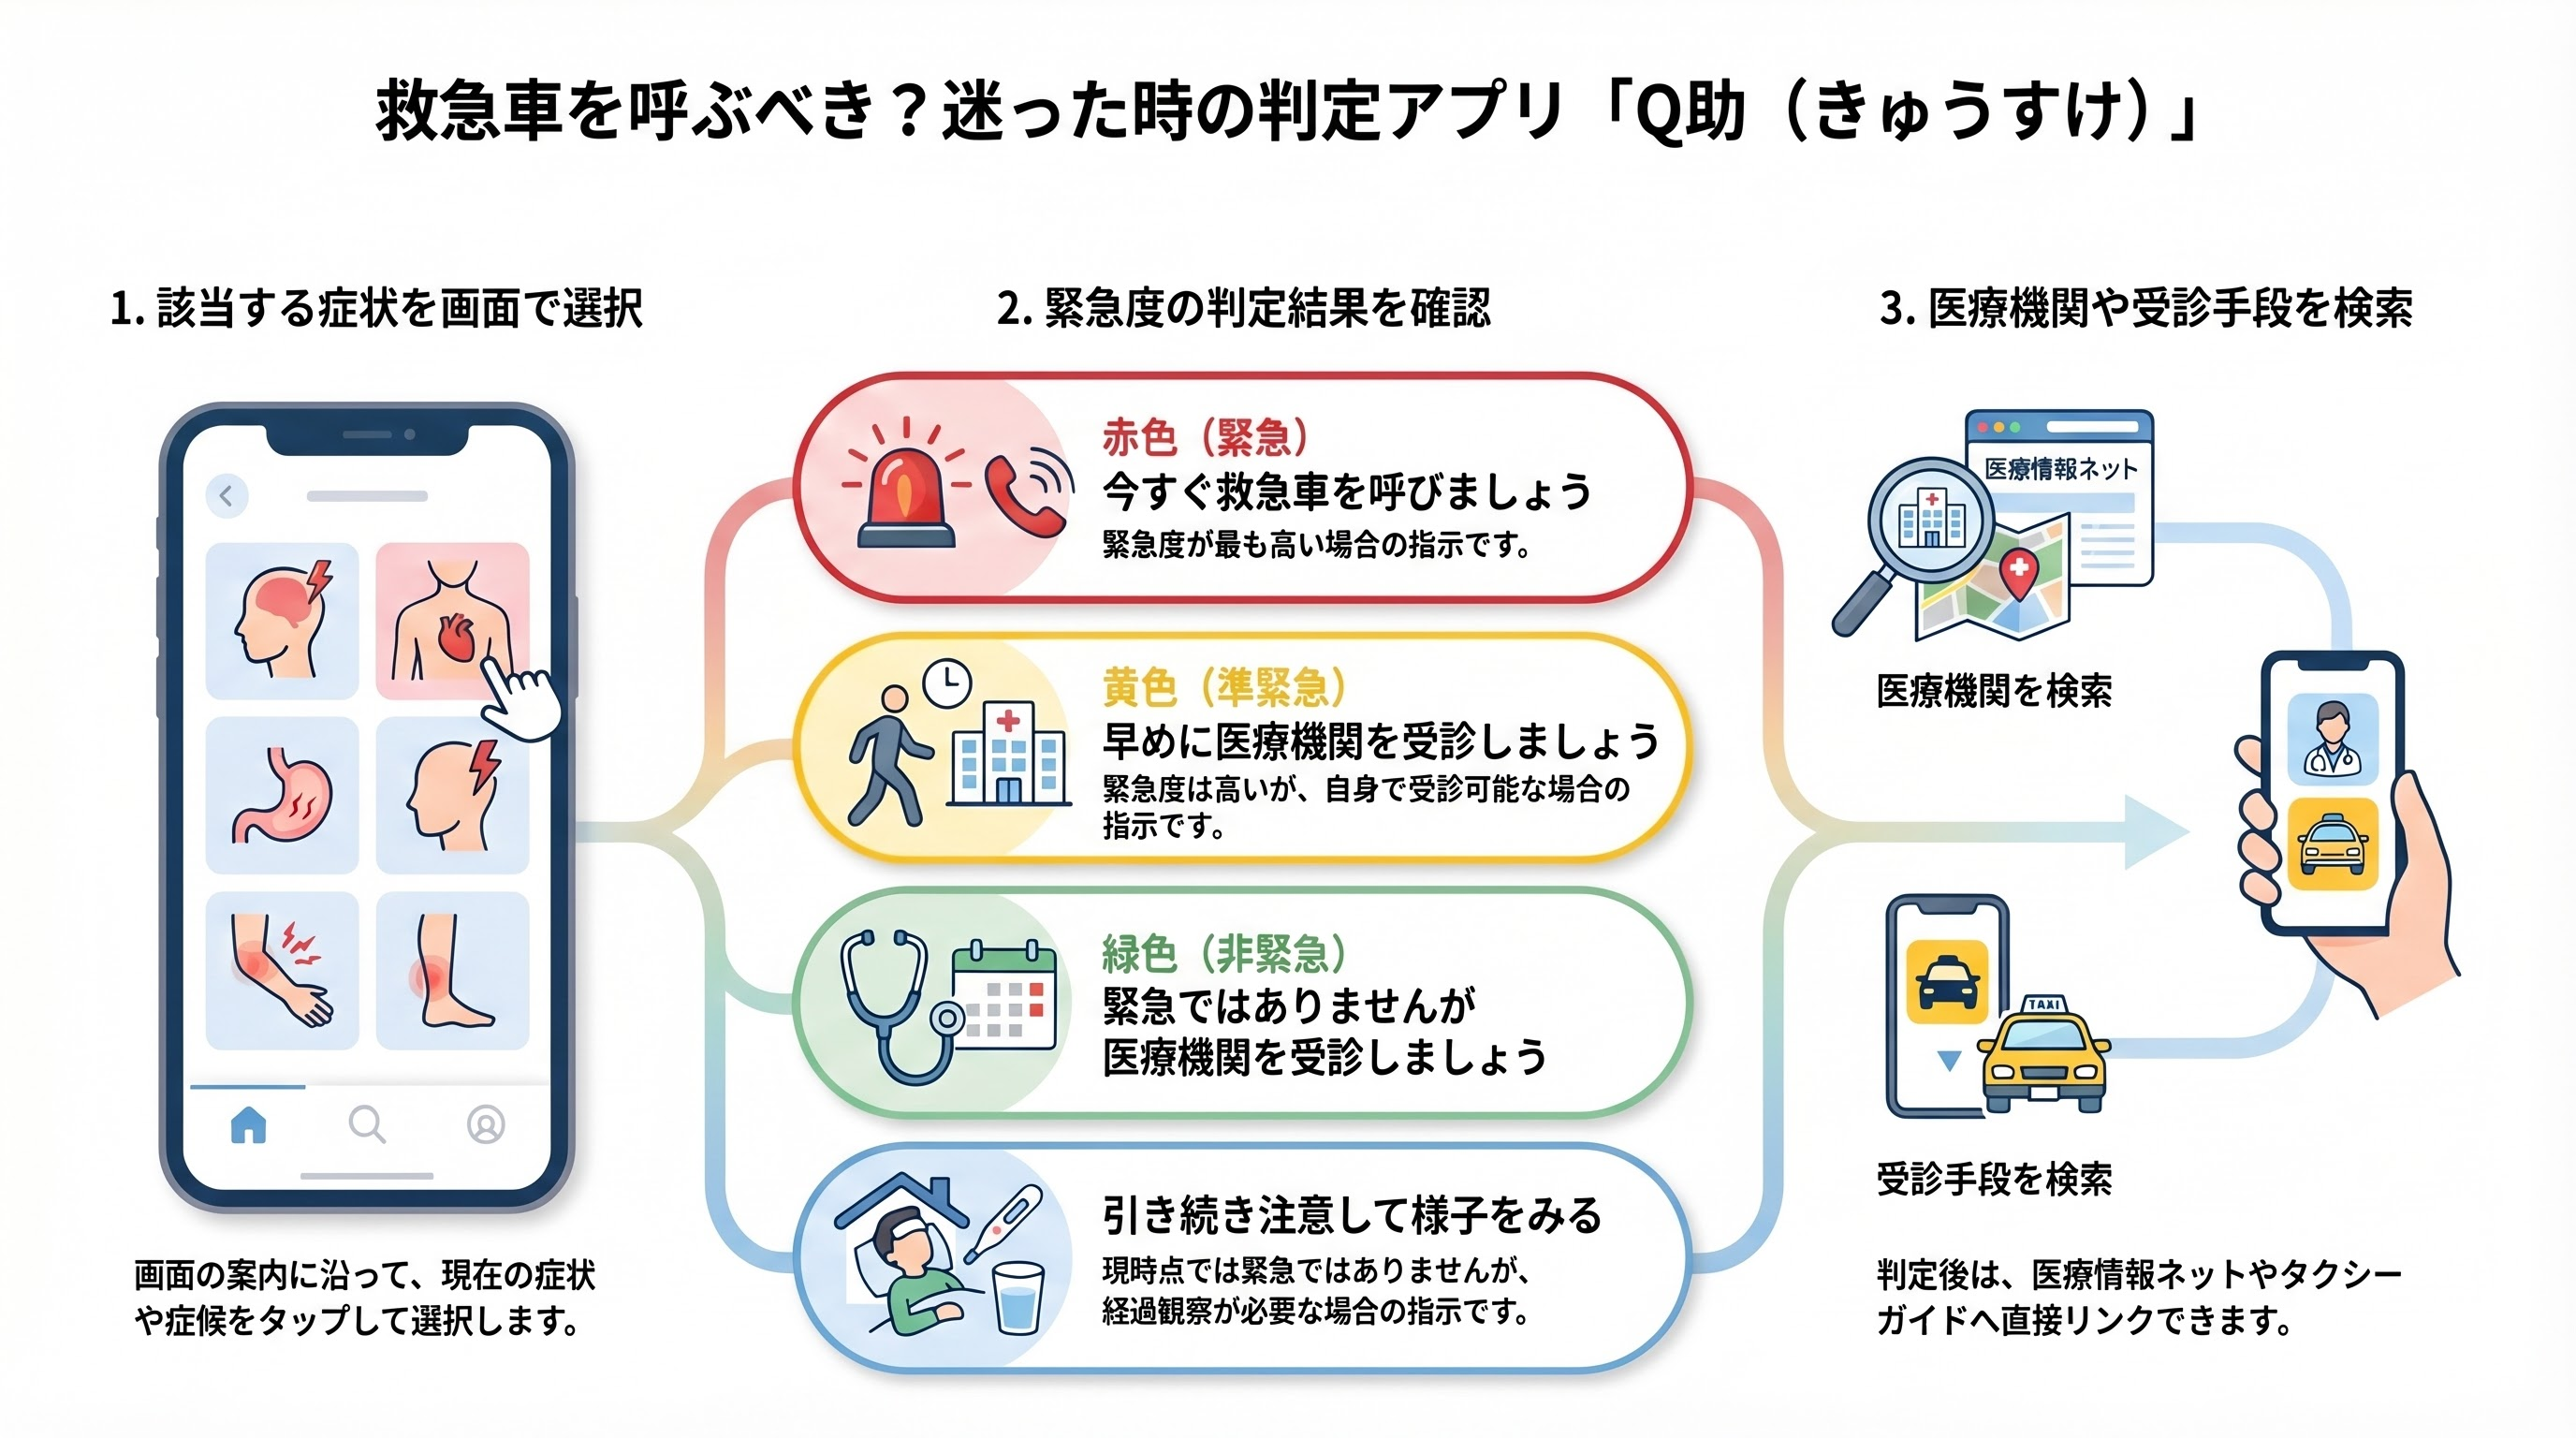 救急車を呼ぶべき？迷った時の判定アプリ「Q助（きゅうすけ）」
1. 該当する症状を画面で選択
画面の案内に沿って、現在の症状
や症候をタップして選択します。
2. 緊急度の判定結果を確認
赤色（緊急）
今すぐ救急車を呼びましょう
緊急度が最も高い場合の指示です。
黄色（準緊急）
早めに医療機関を受診しましょう
緊急度は高いが、自身で受診可能な場合の
指示です。
緑色（非緊急）
緊急ではありませんが
医療機関を受診しましょう
引き続き注意して様子をみる
現時点では緊急ではありませんが、
経過観察が必要な場合の指示です。
3. 医療機関や受診手段を検索
医療情報ネット
医療機関を検索
TAXI
受診手段を検索
判定後は、医療情報ネットやタクシー
ガイドへ直接リンクできます。